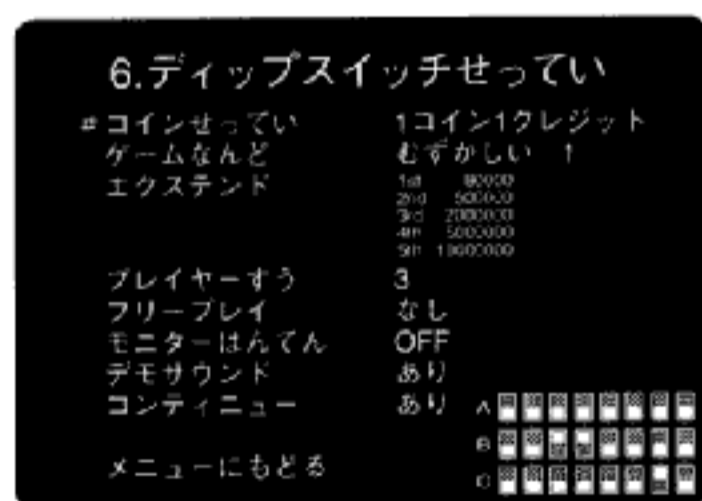 6.ディップスイッチせってい
#コインせってい 1コイン1クレジット
ゲームなんど むずかしい ↑
エクステンド 1st 80000
2nd 500000
3rd 2000000
4th 5000000
5th 10000000
プレイヤーすう 3
フリープレイ なし
モニターはんてん OFF
デモサウンド あり
コンティニュー あり
A
B
メニューにもどる
C